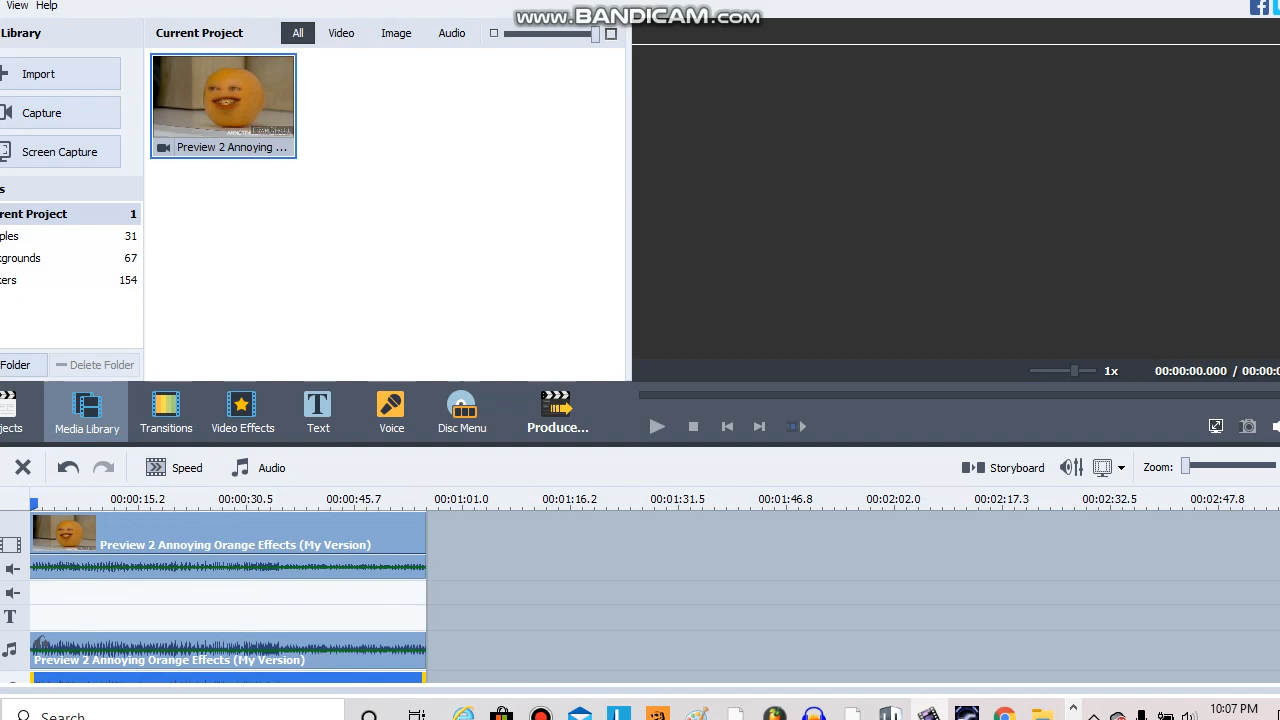 View Help
www.BANDICAM.com
Library
Current Project
All
Video
Image
Audio
Import
Capture
Screen Capture
Preview 2 Annoying ...
s
rent Project 1
ples 31
kgrounds 67
kers 154
Folder
Delete Folder
1x
00:00:00.000 / 00:00:0
jects
Media Library
Transitions
Video Effects
Text
Voice
Disc Menu
Produce...
Speed
Audio
Storyboard
Zoom:
00:00:15.2 00:00:30.5 00:00:45.7 00:01:01.0 00:01:16.2 00:01:31.5 00:01:46.8 00:02:02.0 00:02:17.3 00:02:32.5 00:02:47.8
Preview 2 Annoying Orange Effects (My Version)
T
Preview 2 Annoying Orange Effects (My Version)
Search
10:07 PM